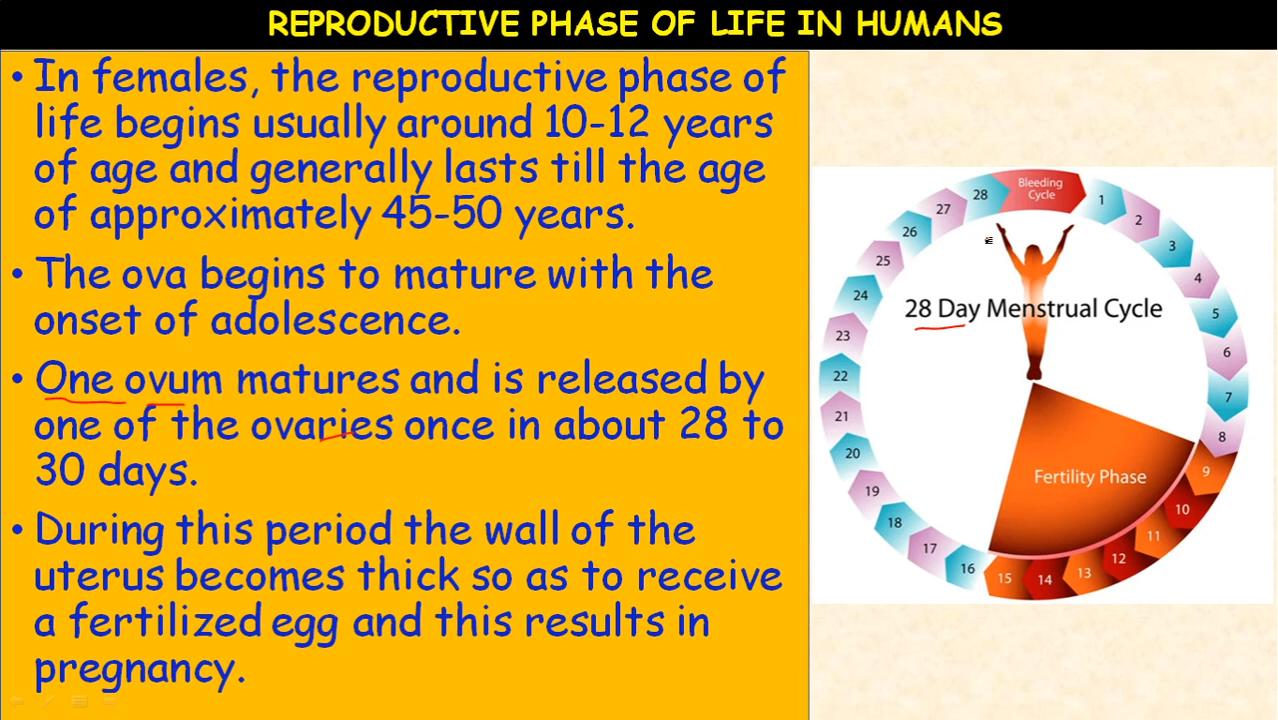 REPRODUCTIVE PHASE OF LIFE IN HUMANS
• In females, the reproductive phase of
life begins usually around 10-12 years
of age and generally lasts till the age
of approximately 45-50 years.
• The ova begins to mature with the
onset of adolescence.
• One ovum matures and is released by
one of the ovaries once in about 28 to
30 days.
• During this period the wall of the
uterus becomes thick so as to receive
a fertilized egg and this results in
pregnancy.
Bleeding
Cycle
1
2
3
4
5
6
7
8
9
10
11
12
13
14
15
16
17
18
19
20
21
22
23
24
25
26
27
28
28 Day Menstrual Cycle
Fertility Phase